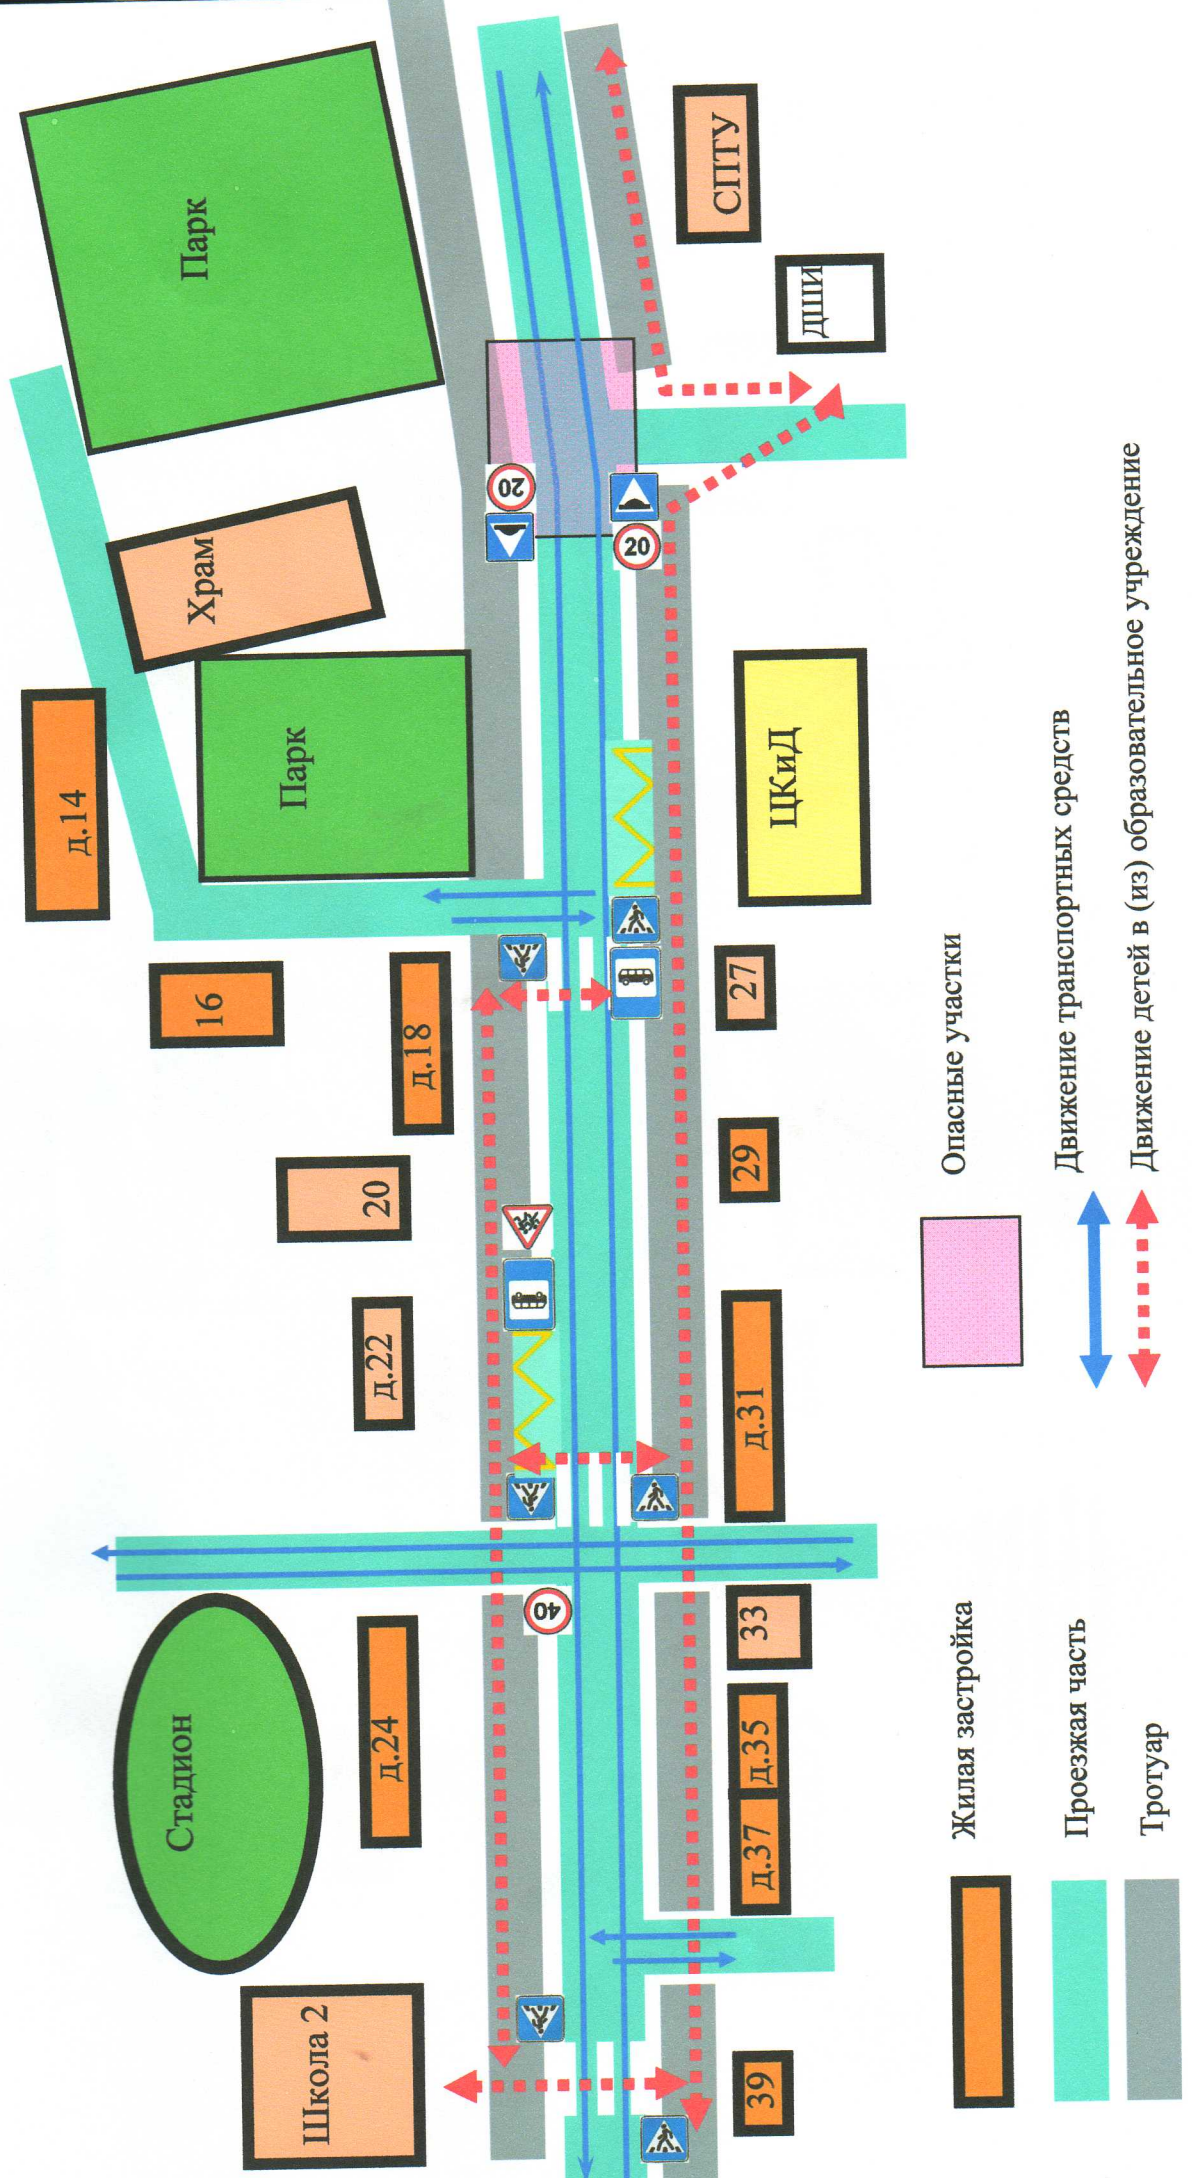 Школа 2
Стадион
д.24
д.22
20
д.18
16
д.14
Парк
Храм
Парк
40
20
20
39
д.37
д.35
33
д.31
29
27
ЦКиД
ДШИ
СПТУ
Жилая застройка
Проезжая часть
Тротуар
Опасные участки
Движение транспортных средств
Движение детей в (из) образовательное учреждение